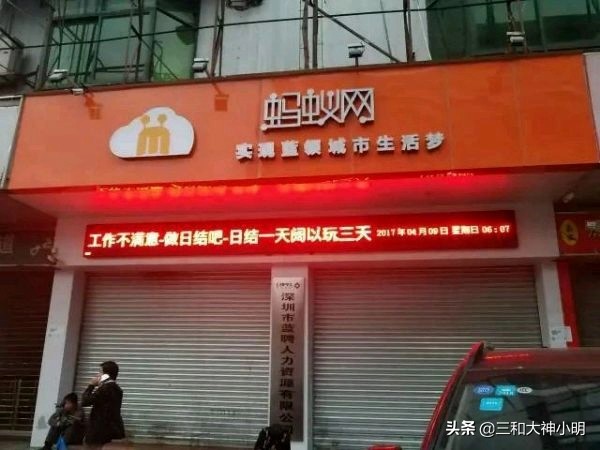 蚂蚁网
实现蓝领城市生活梦
工作不满意-做日结吧-日结一天阔以玩三天 2017年04月09日 星期日 06:07
深圳市蓝聘人力资源有限公
头条 @三和大神小明